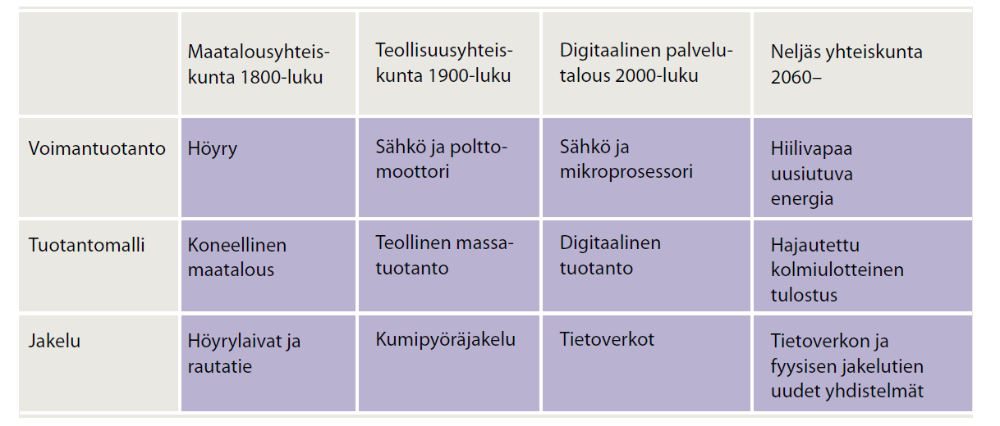 Maatalousyhteis-
kunta 1800-luku
Teollisuusyhteis-
kunta 1900-luku
Digitaalinen palvelu-
talous 2000-luku
Neljäs yhteiskunta
2060–
Voimantuotanto
Höyry
Sähkö ja poltto-
moottori
Sähkö ja
mikroprosessori
Hiilivapaa
uusiutuva
energia
Tuotantomalli
Koneellinen
maatalous
Teollinen massa-
tuotanto
Digitaalinen
tuotanto
Hajautettu
kolmiulotteinen
tulostus
Jakelu
Höyrylaivat ja
rautatie
Kumipyöräjakelu
Tietoverkot
Tietoverkon ja
fyysisen jakelutien
uudet yhdistelmät